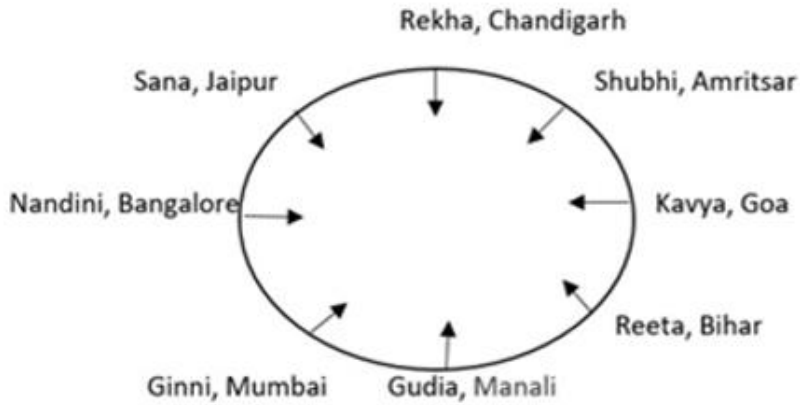 Rekha, Chandigarh
Sana, Jaipur
Shubhi, Amritsar
Nandini, Bangalore
Kavya, Goa
Reeta, Bihar
Ginni, Mumbai
Gudia, Manali